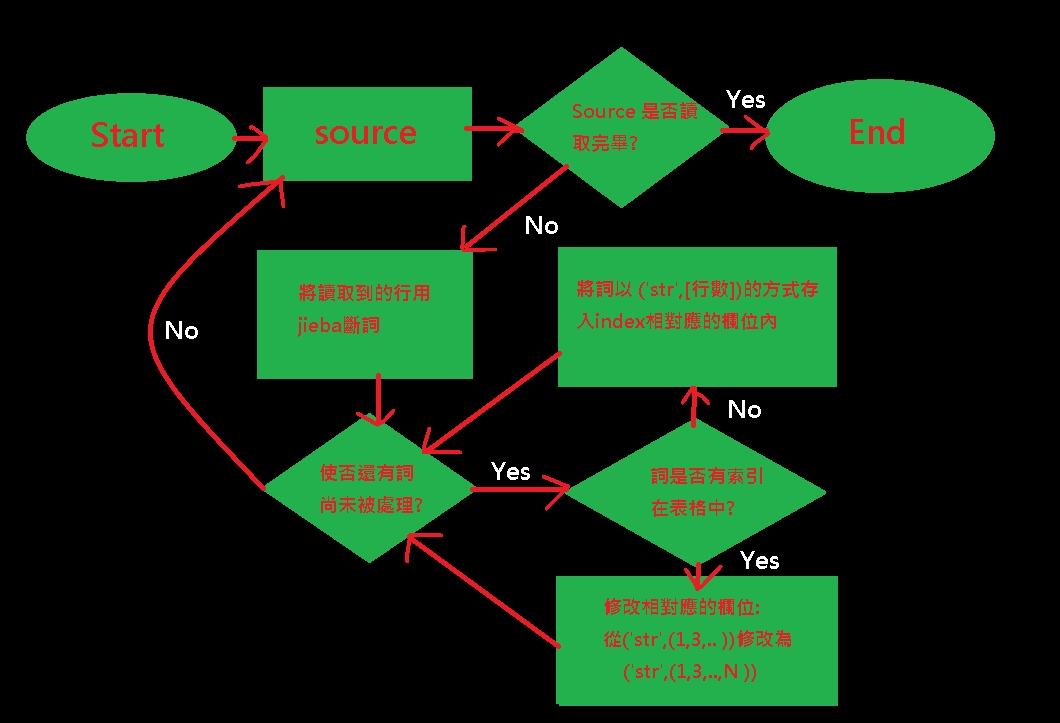 Start
source
Source 是否讀
取完畢?
Yes
End
No
將讀取到的行用
jieba斷詞
將詞以 ('str',[行數])的方式存
入index相對應的欄位內
No
No
使否還有詞
尚未被處理?
Yes
詞是否有索引
在表格中?
Yes
修改相對應的欄位:
從('str',(1,3,.. ))修改為
('str',(1,3,..,N ))